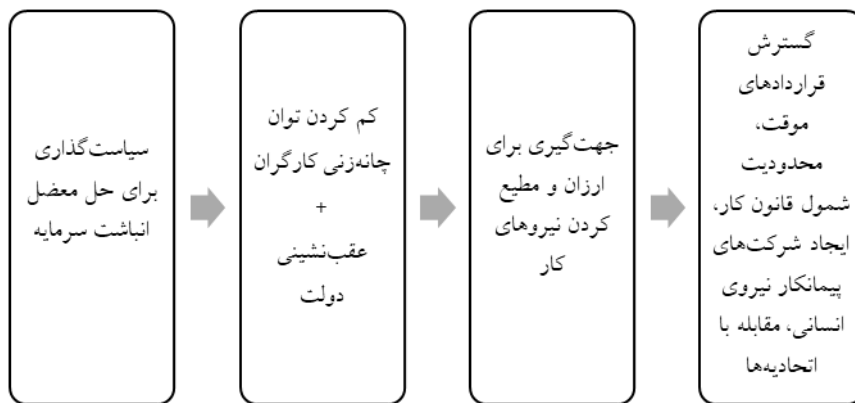 سیاست‌گذاری
برای حل معضل
انباشت سرمایه
کم کردن توان
چانه‌زنی کارگران
+
عقب‌نشینی
دولت
جهت‌گیری برای
ارزان و مطیع
کردن نیروهای
کار
گسترش
قراردادهای
موقت،
محدودیت
شمول قانون کار،
ایجاد شرکت‌های
پیمانکار نیروی
انسانی، مقابله با
اتحادیه‌ها